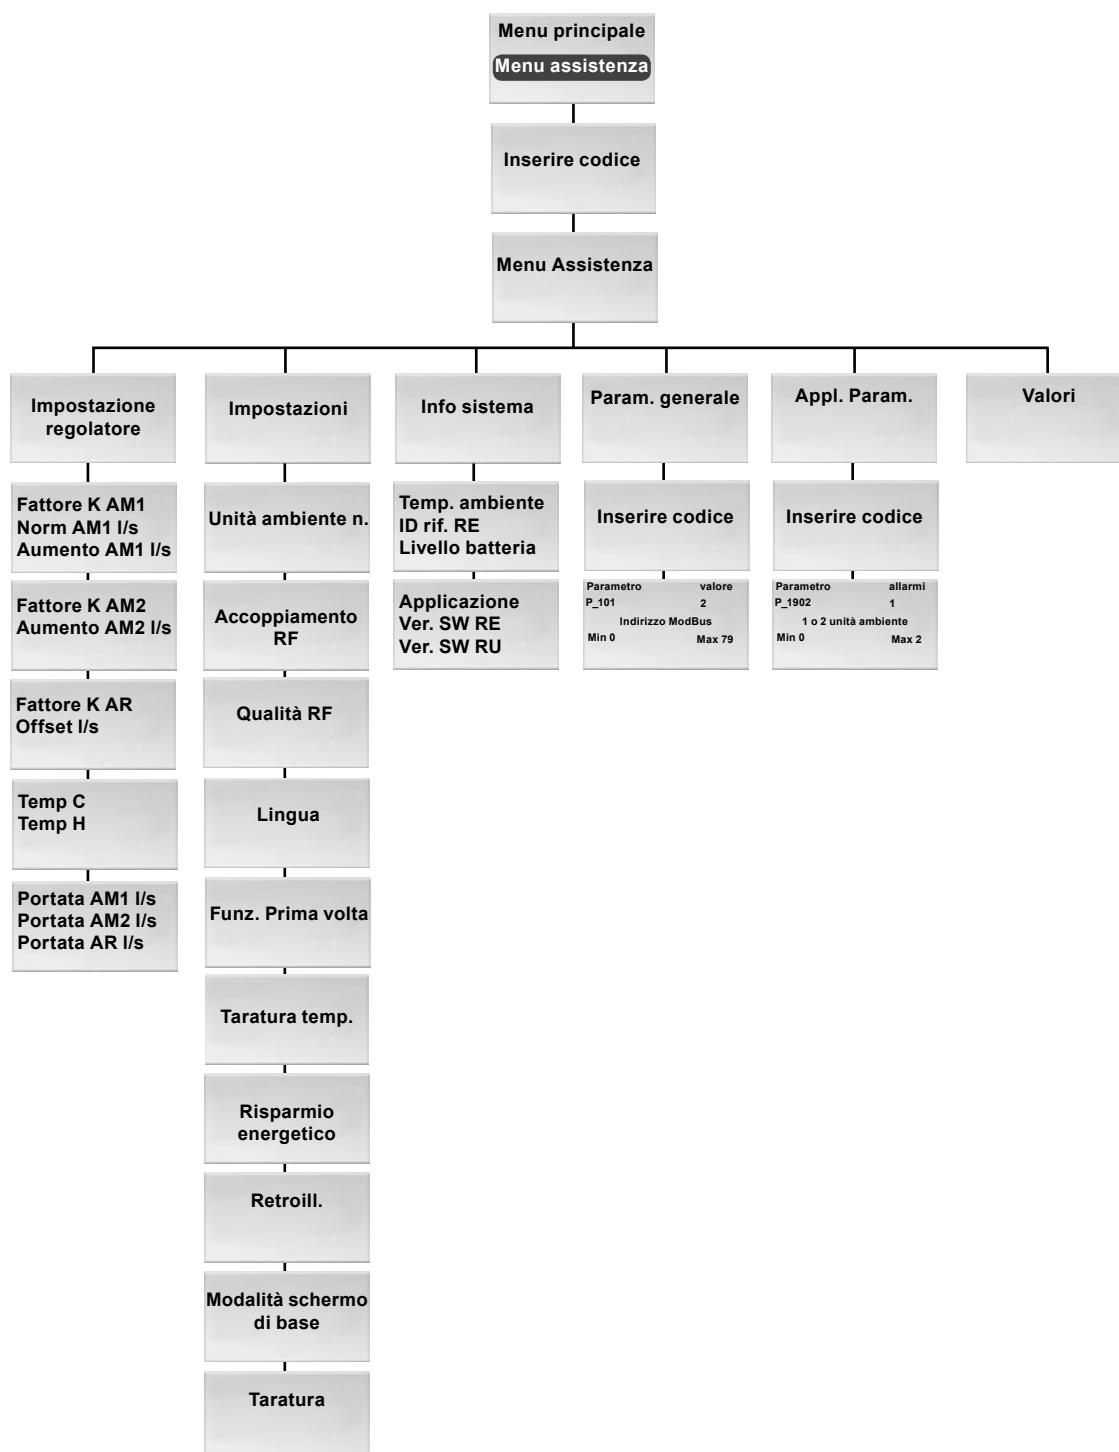 Menu principale
Menu assistenza
Inserire codice
Menu Assistenza
Impostazione
regolatore
Fattore K AM1
Norm AM1 l/s
Aumento AM1 l/s
Fattore K AM2
Aumento AM2 l/s
Fattore K AR
Offset l/s
Temp C
Temp H
Portata AM1 l/s
Portata AM2 l/s
Portata AR l/s
Impostazioni
Unità ambiente n.
Accoppiamento
RF
Qualità RF
Lingua
Funz. Prima volta
Taratura temp.
Risparmio
energetico
Retroill.
Modalità schermo
di base
Taratura
Info sistema
Temp. ambiente
ID rif. RE
Livello batteria
Applicazione
Ver. SW RE
Ver. SW RU
Param. generale
Inserire codice
Parametro valore
P_101 2
Indirizzo ModBus
Min 0 Max 79
Appl. Param.
Inserire codice
Parametro allarmi
P_1902 1
1 o 2 unità ambiente
Min 0 Max 2
Valori